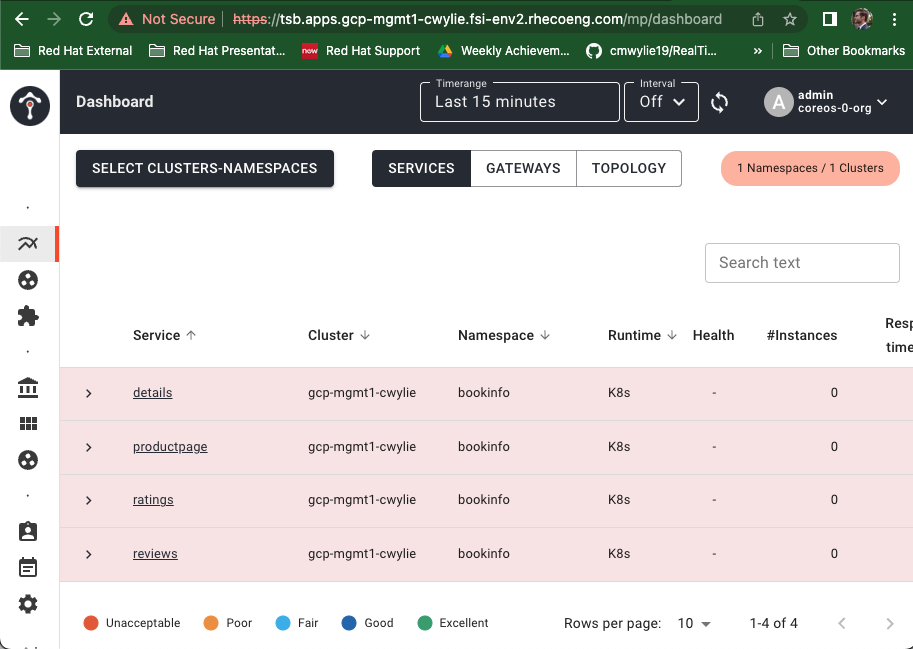 Not Secure https://tsb.apps.gcp-mgmt1-cwylie.fsi-env2.rhecoeng.com/mp/dashboard
Red Hat External Red Hat Presentat... now Red Hat Support Weekly Achievem... cmwylie19/RealTi... » Other Bookmarks
Dashboard
Timerange
Last 15 minutes
Interval
Off
A
admin
coreos-0-org
SELECT CLUSTERS-NAMESPACES SERVICES GATEWAYS TOPOLOGY 1 Namespaces / 1 Clusters
Search text
Service Cluster Namespace Runtime Health #Instances Resp
time
details gcp-mgmt1-cwylie bookinfo K8s - 0
productpage gcp-mgmt1-cwylie bookinfo K8s - 0
ratings gcp-mgmt1-cwylie bookinfo K8s - 0
reviews gcp-mgmt1-cwylie bookinfo K8s - 0
Unacceptable Poor Fair Good Excellent Rows per page: 10 1-4 of 4